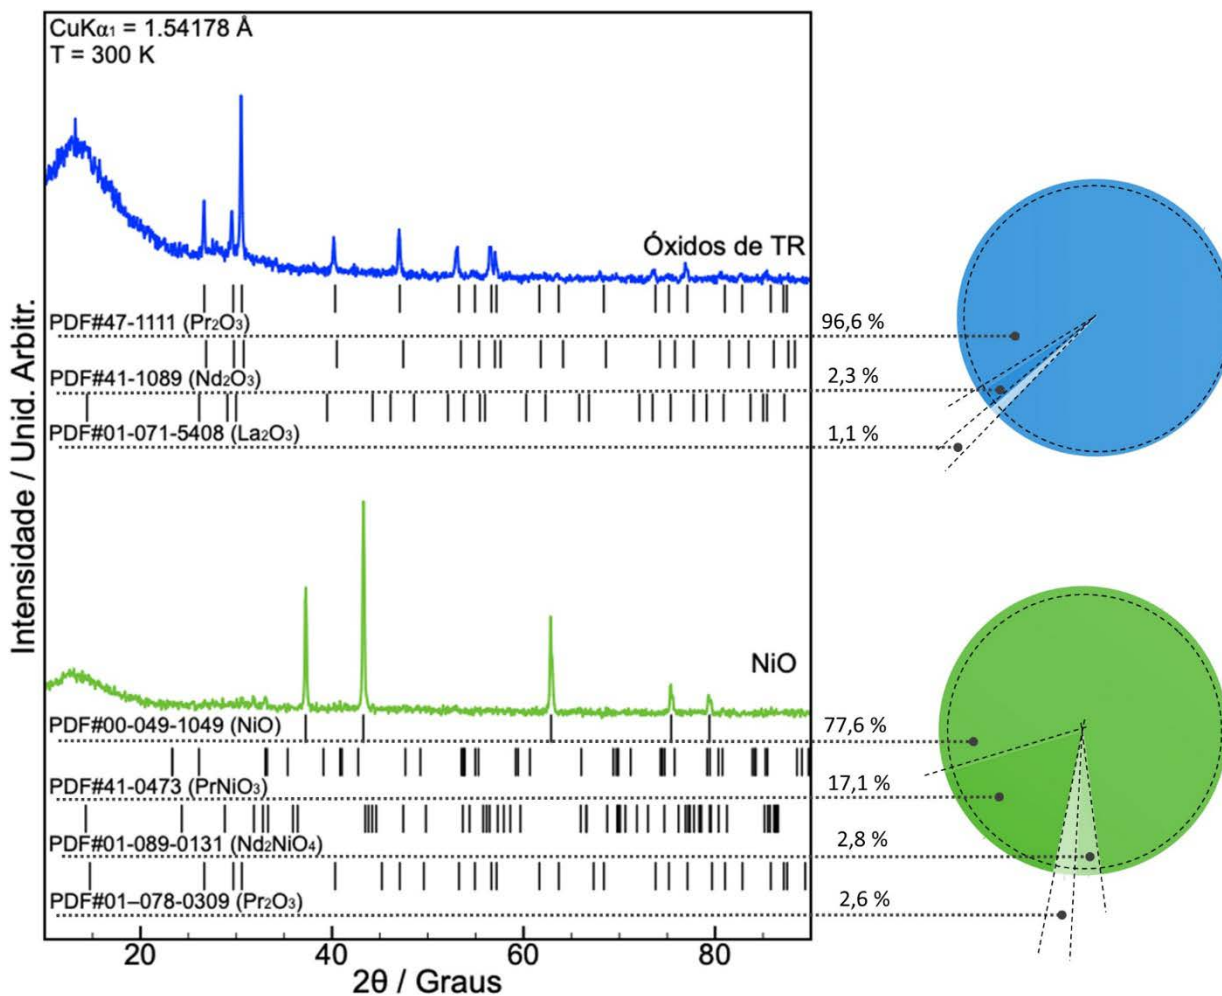 CuKα₁ = 1.54178 Å
T = 300 K
Óxidos de TR
PDF#47-1111 (Pr₂O₃)
96,6 %
PDF#41-1089 (Nd₂O₃)
2,3 %
PDF#01-071-5408 (La₂O₃)
1,1 %
Intensidade / Unid. Arbitr.
NiO
PDF#00-049-1049 (NiO)
77,6 %
PDF#41-0473 (PrNiO₃)
17,1 %
PDF#01-089-0131 (Nd₂NiO₄)
2,8 %
PDF#01–078-0309 (Pr₂O₃)
2,6 %
20 40 60 80
2θ / Graus